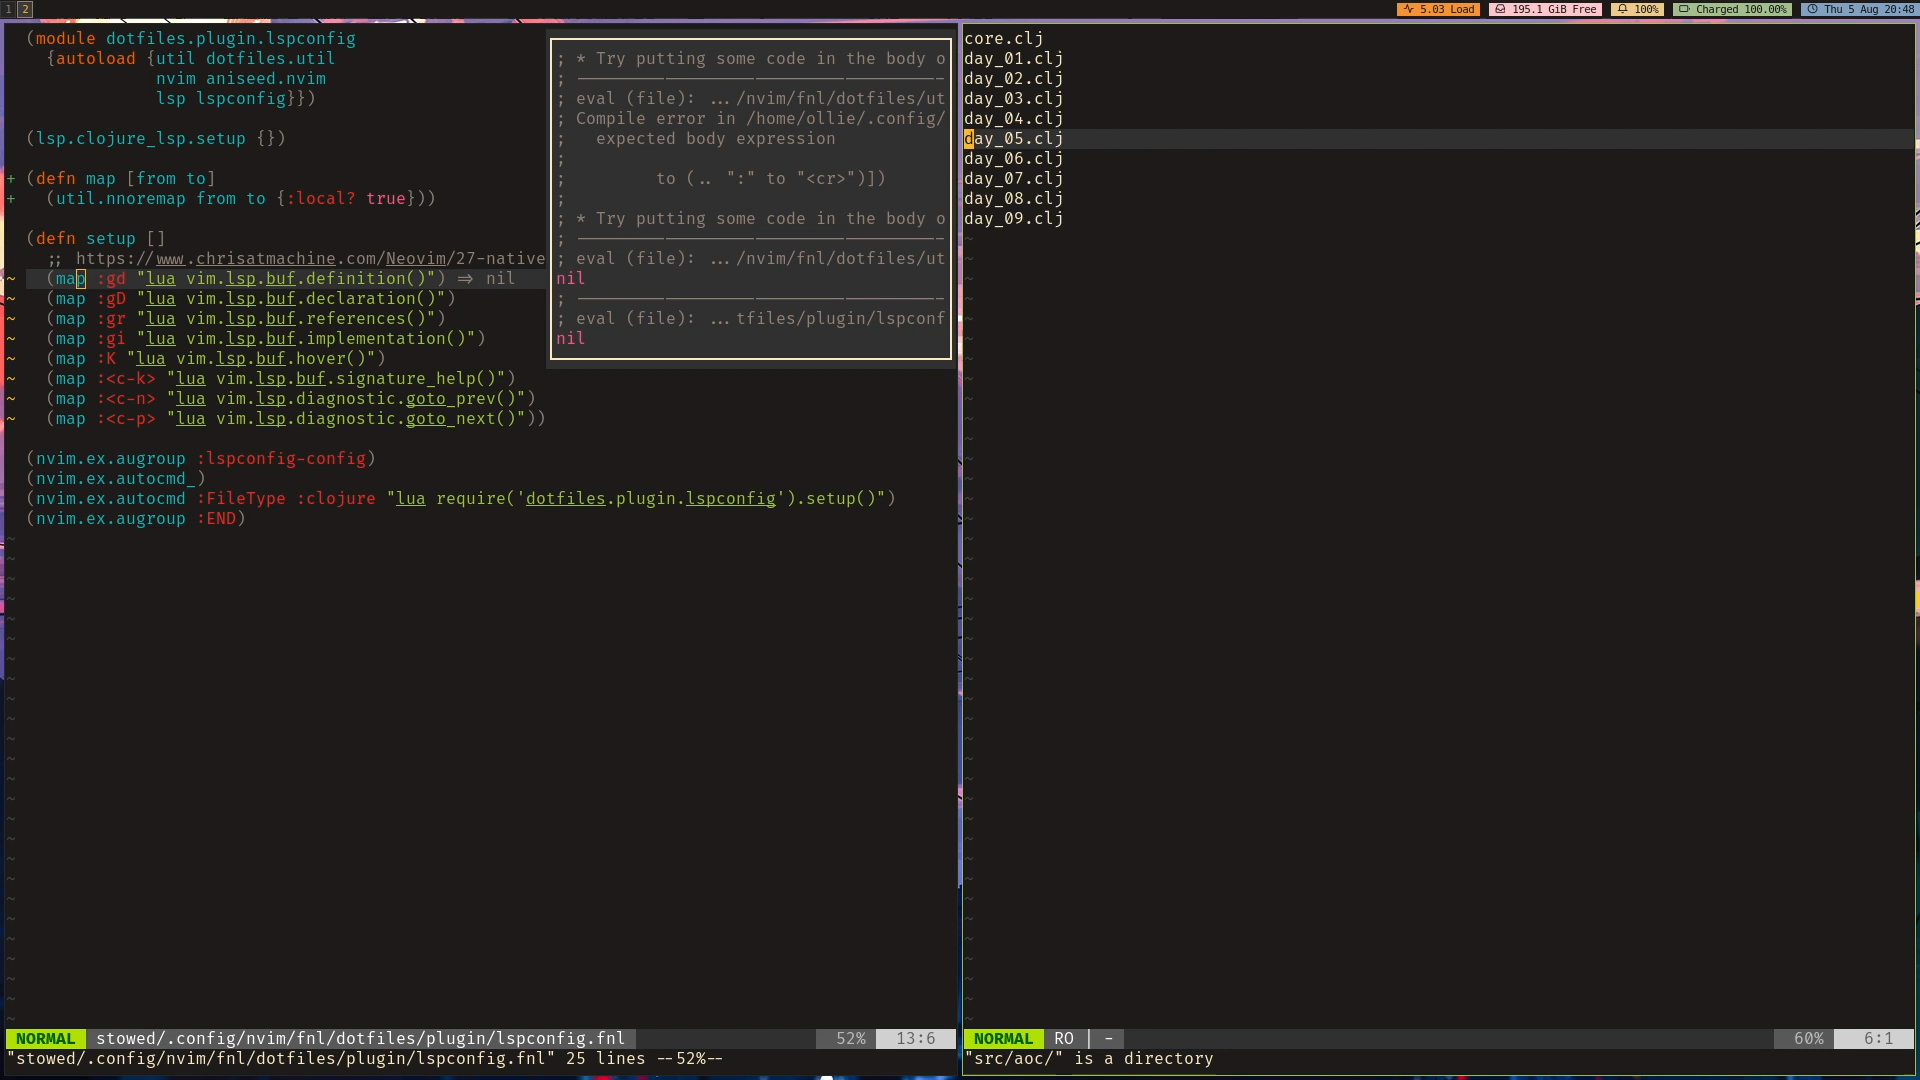 1 2
5.03 Load 195.1 GiB Free 100% Charged 100.00% Thu 5 Aug 20:48
(module dotfiles.plugin.lspconfig
{autoload {util dotfiles.util
nvim aniseed.nvim
lsp lspconfig}})
(lsp.clojure_lsp.setup {})
+ (defn map [from to]
+ (util.nnoremap from to {:local? true}))
(defn setup []
;; https://www.chrisatmachine.com/Neovim/27-native
~ (map :gd "lua vim.lsp.buf.definition()") => nil
~ (map :gD "lua vim.lsp.buf.declaration()")
~ (map :gr "lua vim.lsp.buf.references()")
~ (map :gi "lua vim.lsp.buf.implementation()")
~ (map :K "lua vim.lsp.buf.hover()")
~ (map :<c-k> "lua vim.lsp.buf.signature_help()")
~ (map :<c-n> "lua vim.lsp.diagnostic.goto_prev()")
~ (map :<c-p> "lua vim.lsp.diagnostic.goto_next()"))
(nvim.ex.augroup :lspconfig-config)
(nvim.ex.autocmd_)
(nvim.ex.autocmd :FileType :clojure "lua require('dotfiles.plugin.lspconfig').setup()")
(nvim.ex.augroup :END)
; * Try putting some code in the body o
; --------------------------------------
; eval (file): .../nvim/fnl/dotfiles/ut
; Compile error in /home/ollie/.config/
; expected body expression
;
; to (.. ":" to "<cr>")])
;
; * Try putting some code in the body o
; --------------------------------------
; eval (file): .../nvim/fnl/dotfiles/ut
nil
; --------------------------------------
; eval (file): ...tfiles/plugin/lspconf
nil
NORMAL stowed/.config/nvim/fnl/dotfiles/plugin/lspconfig.fnl 52% 13:6
"stowed/.config/nvim/fnl/dotfiles/plugin/lspconfig.fnl" 25 lines --52%--
core.clj
day_01.clj
day_02.clj
day_03.clj
day_04.clj
day_05.clj
day_06.clj
day_07.clj
day_08.clj
day_09.clj
NORMAL RO | - 60% 6:1
"src/aoc/" is a directory